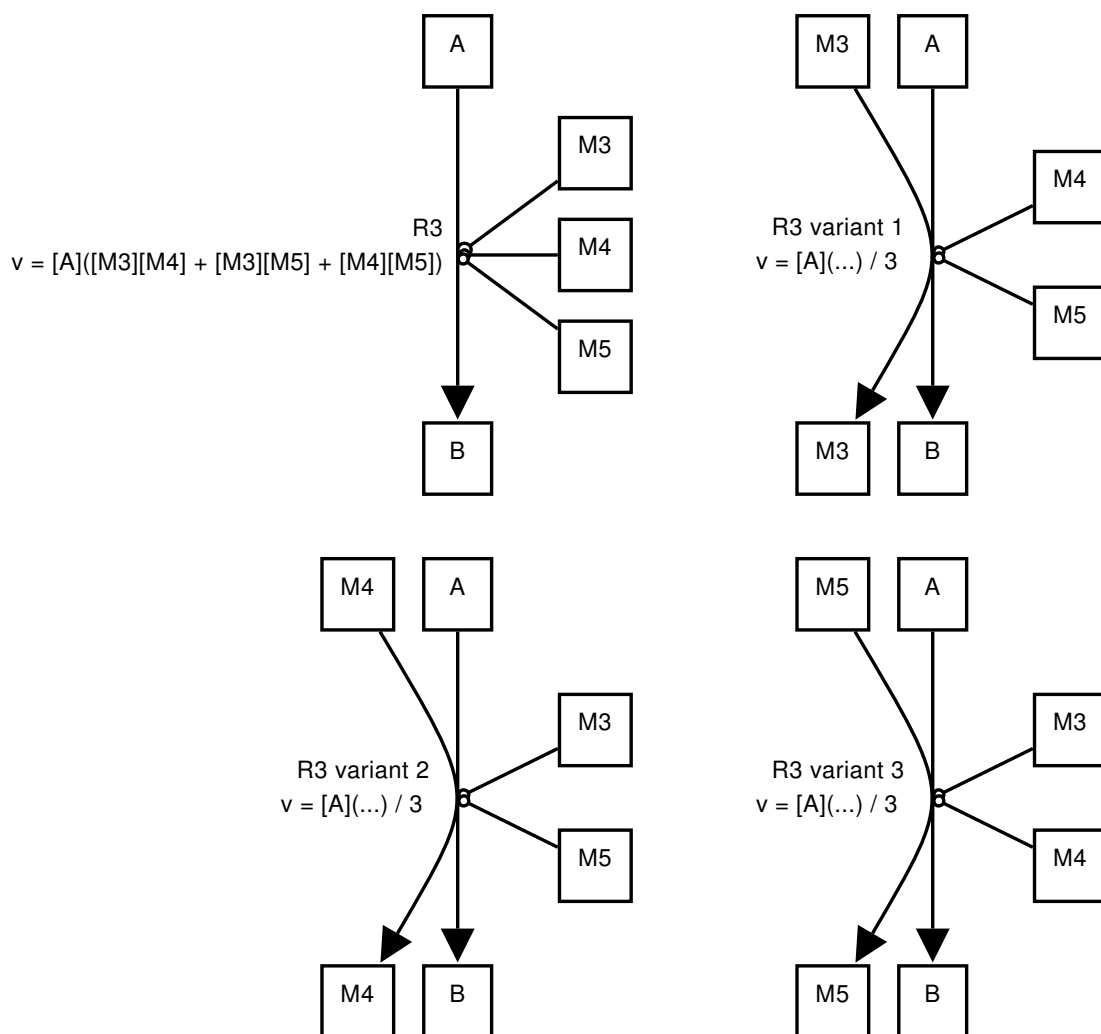 A
M3
R3
v = [A]([M3][M4] + [M3][M5] + [M4][M5])
M4
M5
B
M3
A
M4
R3 variant 1
v = [A](...) / 3
M5
M3
B
M4
A
M3
R3 variant 2
v = [A](...) / 3
M5
M4
B
M5
A
M3
R3 variant 3
v = [A](...) / 3
M4
M5
B